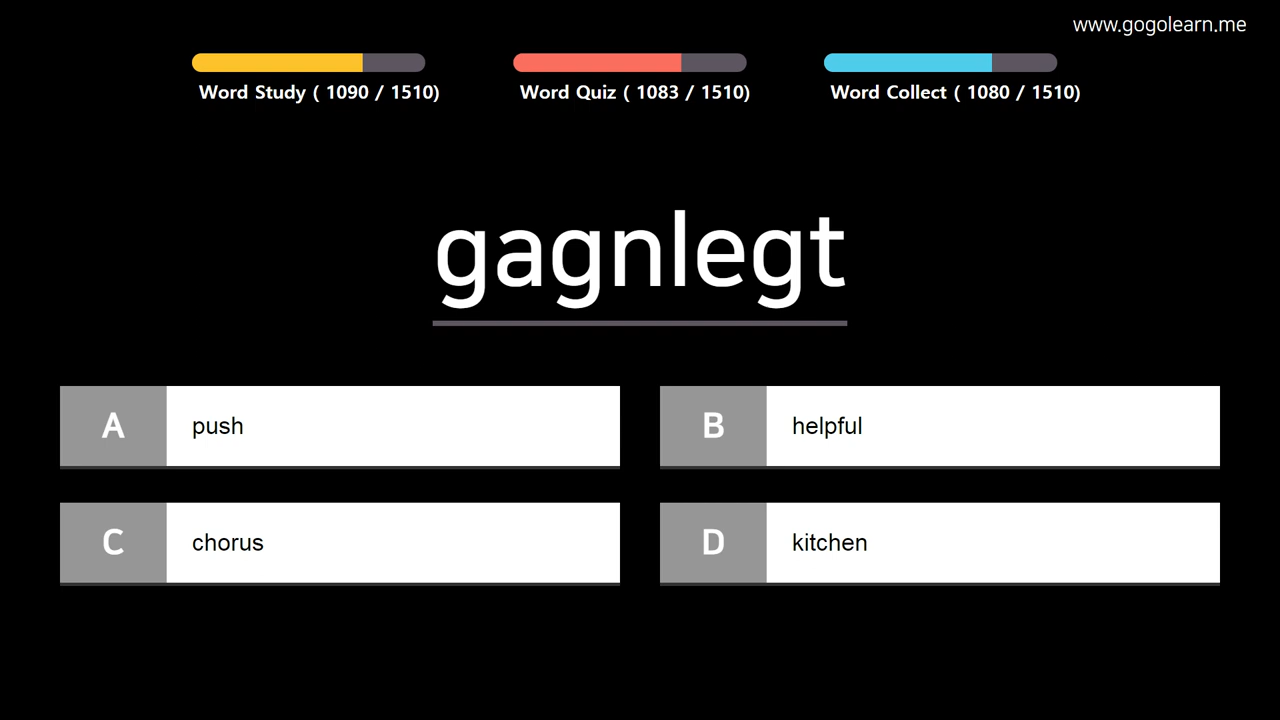 www.gogolearn.me
Word Study ( 1090 / 1510)
Word Quiz ( 1083 / 1510)
Word Collect ( 1080 / 1510)
gagnlegt
A push
B helpful
C chorus
D kitchen